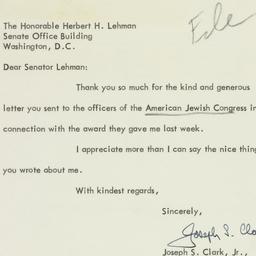 The Honorable Herbert H. Lehman
File
Senate Office Building
Washington, D.C.
Dear Senator Lehman:
Thank you so much for the kind and generous
letter you sent to the officers of the American Jewish Congress in
connection with the award they gave me last week.
I appreciate more than I can say the nice thing
you wrote about me.
With kindest regards,
Sincerely,
Joseph S. Cla
Joseph S. Clark, Jr.,